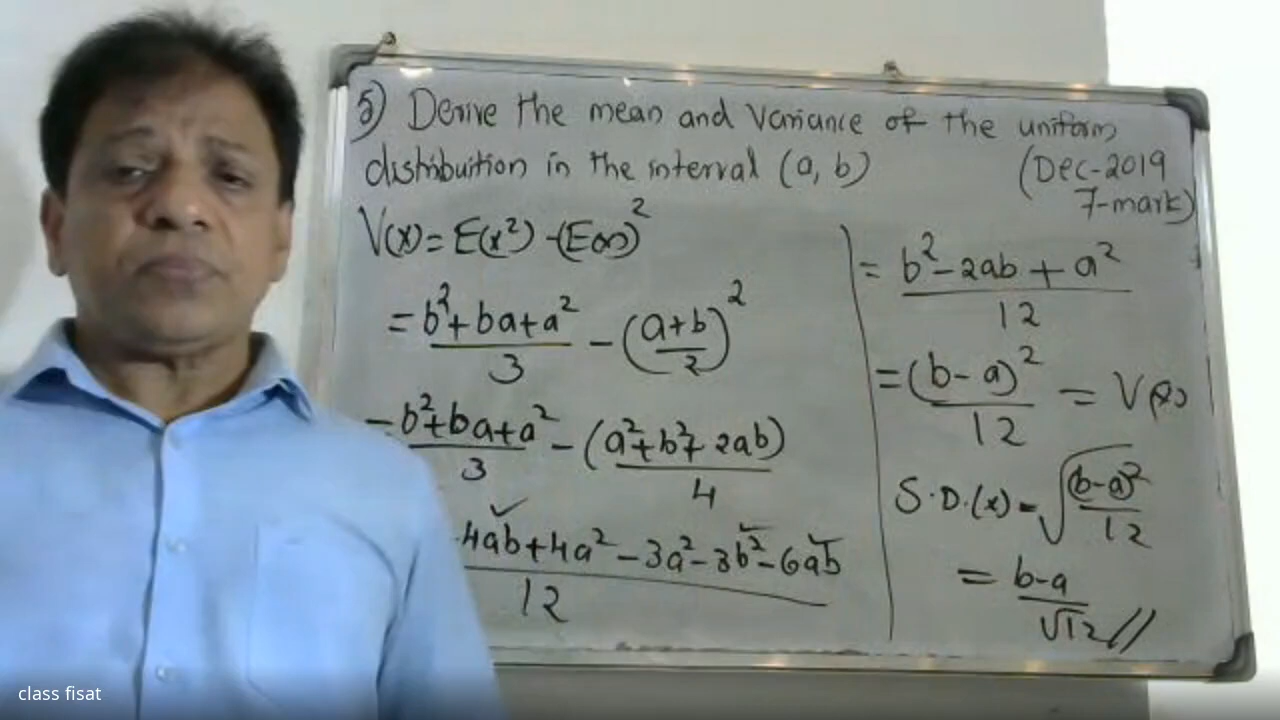 5) Derive the mean and variance of the uniform
distribuition in the interval (a, b) (Dec-2019
7-mark)
V(x) = E(x²) - (E(x))²
= b²+ba+a²/3 - (a+b/2)²
= b²+ba+a²/3 - (a²+b²+2ab)/4
4ab+4a²-3a²-3b²-6ab/12
= b²-2ab+a²/12
= (b-a)²/12 = V(x)
S.D.(x) = √(b-a)²/12
= b-a/√12 //
class fisat